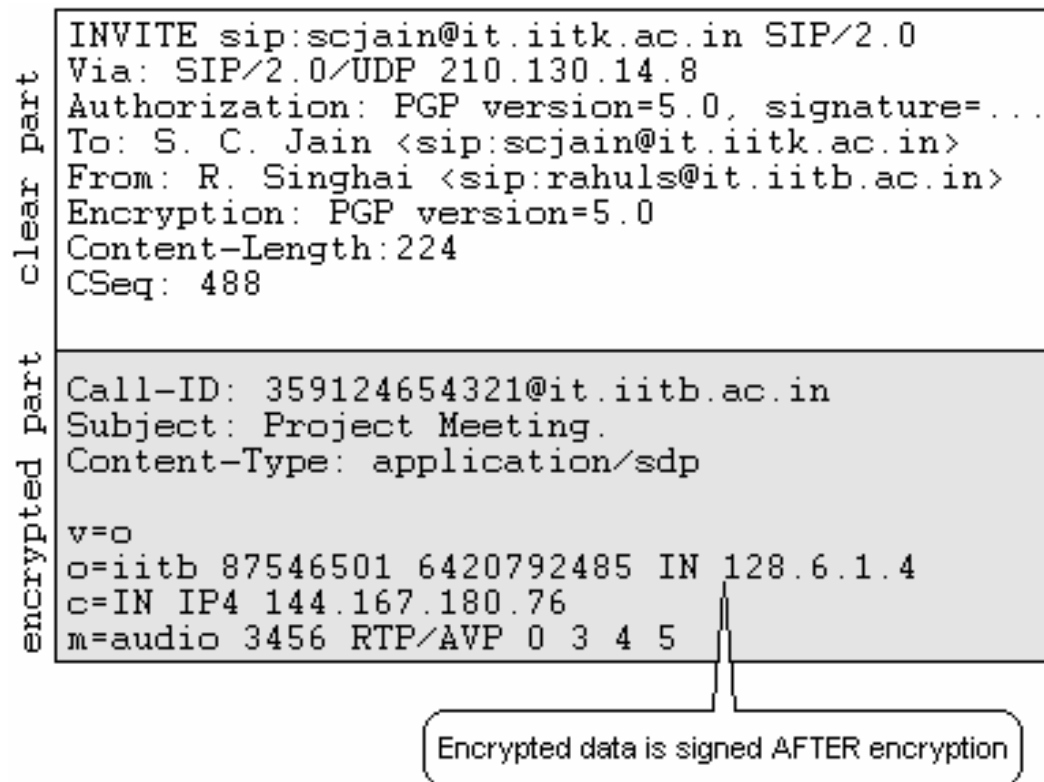 clear part
INVITE sip:scjain@it.iitk.ac.in SIP/2.0
Via: SIP/2.0/UDP 210.130.14.8
Authorization: PGP version=5.0, signature=...
To: S. C. Jain <sip:scjain@it.iitk.ac.in>
From: R. Singhai <sip:rahuls@it.iitb.ac.in>
Encryption: PGP version=5.0
Content-Length:224
CSeq: 488
encrypted part
Call-ID: 359124654321@it.iitb.ac.in
Subject: Project Meeting.
Content-Type: application/sdp
v=o
o=iitb 87546501 6420792485 IN 128.6.1.4
c=IN IP4 144.167.180.76
m=audio 3456 RTP/AVP 0 3 4 5
Encrypted data is signed AFTER encryption